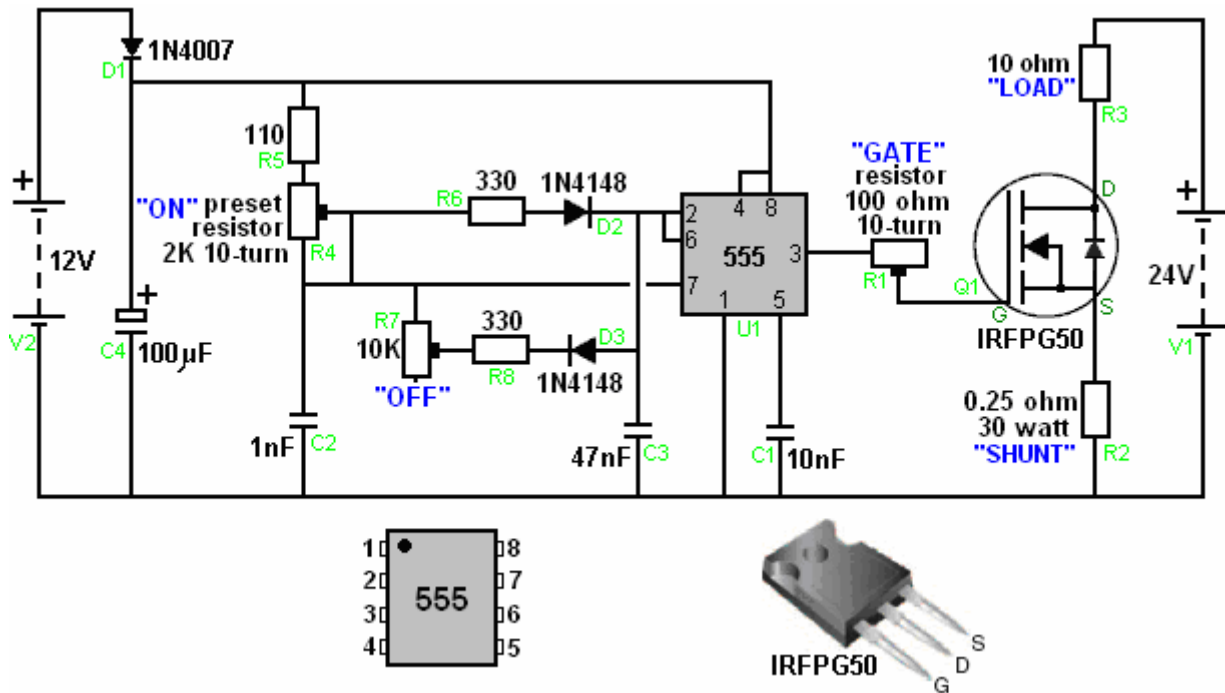 1N4007
D1
+
12V
V2
+
C4
100µF
110
R5
"ON" preset
resistor
2K 10-turn
R4
R6
330
1N4148
D2
R7
10K
"OFF"
330
R8
1N4148
D3
1nF
C2
47nF
C3
C1
10nF
2
6
7
4
8
3
1
5
555
U1
"GATE"
resistor
100 ohm
10-turn
R1
10 ohm
"LOAD"
R3
D
Q1
G
S
IRFPG50
+
24V
V1
0.25 ohm
30 watt
"SHUNT"
R2
1
2
3
4
555
8
7
6
5
IRFPG50
S
D
G